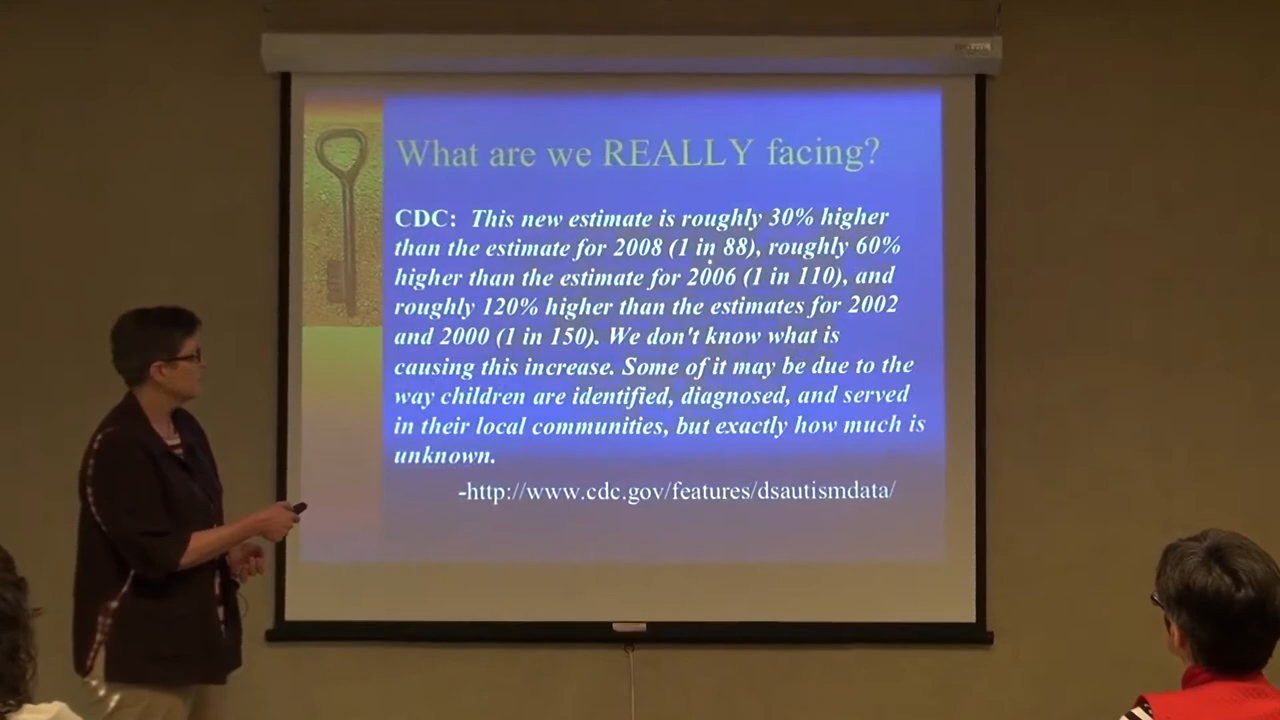 What are we REALLY facing?
CDC: This new estimate is roughly 30% higher
than the estimate for 2008 (1 in 88), roughly 60%
higher than the estimate for 2006 (1 in 110), and
roughly 120% higher than the estimates for 2002
and 2000 (1 in 150). We don't know what is
causing this increase. Some of it may be due to the
way children are identified, diagnosed, and served
in their local communities, but exactly how much is
unknown.
-http://www.cdc.gov/features/dsautismdata/